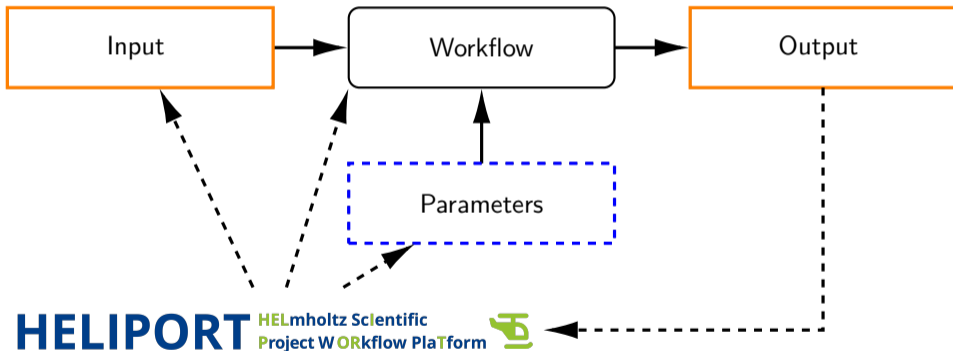 Input
Workflow
Output
Parameters
HELIPORT
HELmholtz ScIentific
Project WORkflow PlaTform